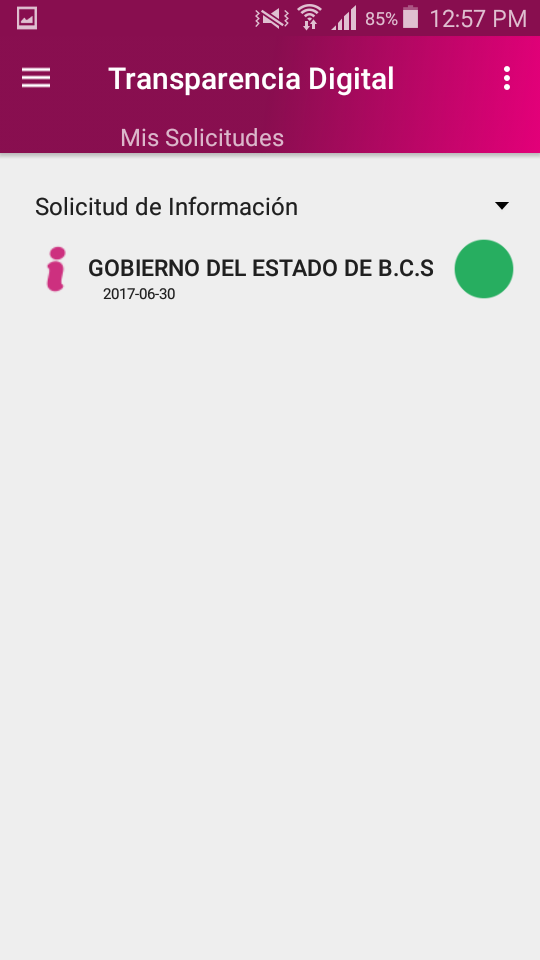 85% 12:57 PM
Transparencia Digital
Mis Solicitudes
Solicitud de Información
GOBIERNO DEL ESTADO DE B.C.S
2017-06-30